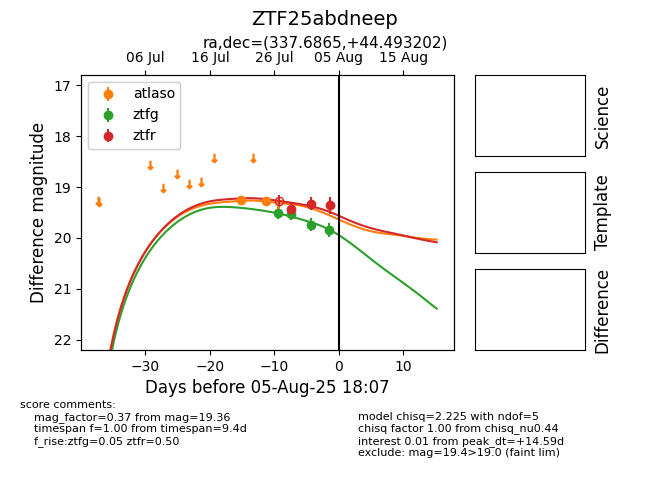 ZTF25abdneep
ra,dec=(337.6865,+44.493202)
06 Jul 16 Jul 26 Jul 05 Aug 15 Aug
17
18
19
20
21
22
Difference magnitude
atlaso
ztfg
ztfr
−30 −20 −10 0 10
Days before 05-Aug-25 18:07
Science
Template
Difference
score comments:
mag_factor=0.37 from mag=19.36
timespan f=1.00 from timespan=9.4d
f_rise:ztfg=0.05 ztfr=0.50
model chisq=2.225 with ndof=5
chisq factor 1.00 from chisq_nu0.44
interest 0.01 from peak_dt=+14.59d
exclude: mag=19.4>19.0 (faint lim)